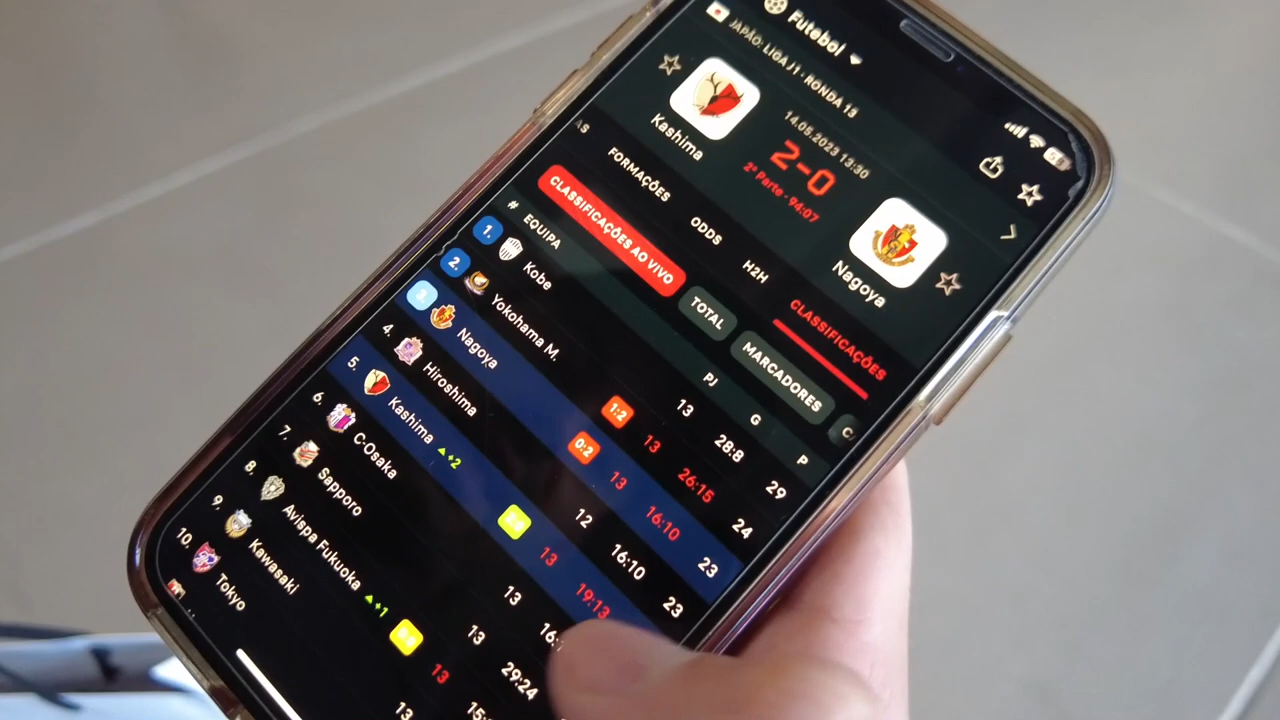 Futebol
JAPÃO: LIGA J1 - RONDA 13
Kashima
14.05.2023 13:30
2-0
2ª Parte - 94:07
Nagoya
AS FORMAÇÕES ODDS H2H CLASSIFICAÇÕES
CLASSIFICAÇÕES AO VIVO TOTAL MARCADORES
# EQUIPA PJ G P
1. Kobe 13 28:8 29
2. Yokohama M. 1:2 13 26:15 24
3. Nagoya 0:2 13 16:10 23
4. Hiroshima 12 16:10 23
5. Kashima +2 13 19:13
6. C-Osaka 13
7. Sapporo 13 29:24
8. Avispa Fukuoka +1 13
9. Kawasaki 13
10. Tokyo